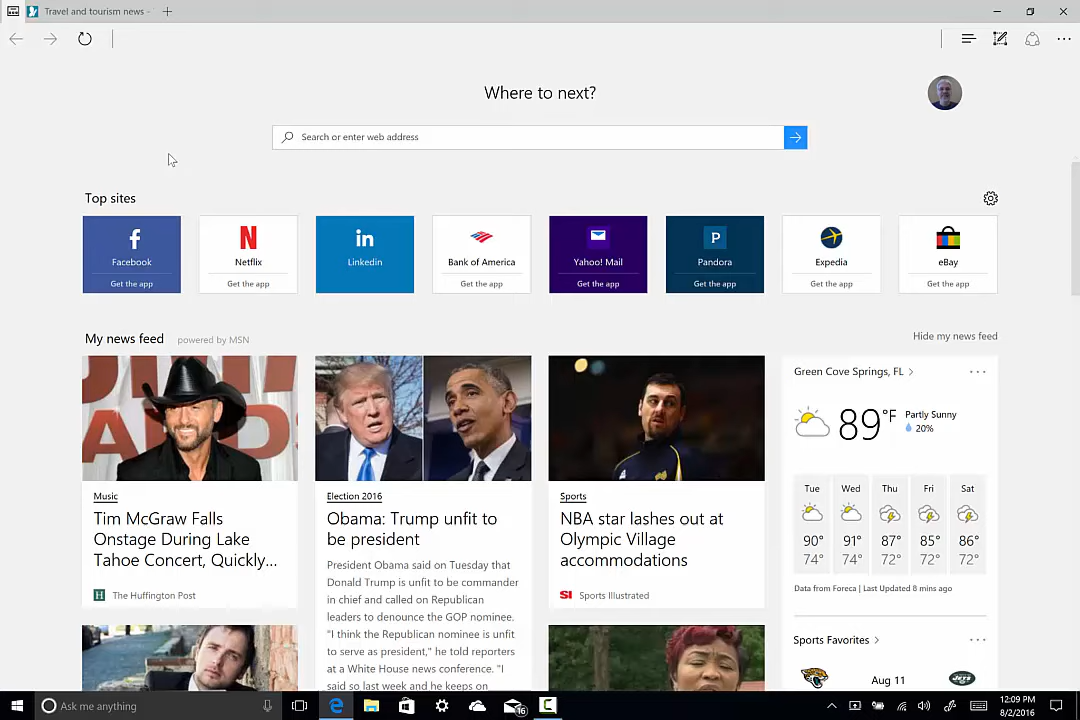 Travel and tourism news -
Where to next?
Search or enter web address
Top sites
f
Facebook
Get the app
N
Netflix
Get the app
in
Linkedin
Bank of America
Get the app
Yahoo! Mail
Get the app
P
Pandora
Get the app
Expedia
Get the app
eBay
Get the app
My news feed powered by MSN
Hide my news feed
Music
Tim McGraw Falls
Onstage During Lake
Tahoe Concert, Quickly...
H The Huffington Post
Election 2016
Obama: Trump unfit to
be president
President Obama said on Tuesday that
Donald Trump is unfit to be commander
in chief and called on Republican
leaders to denounce the GOP nominee.
"I think the Republican nominee is unfit
to serve as president," he told reporters
at a White House news conference. "I
said so last week and he keeps on
Sports
NBA star lashes out at
Olympic Village
accommodations
SI Sports Illustrated
Green Cove Springs, FL
89°F
Partly Sunny
20%
Tue Wed Thu Fri Sat
90° 91° 87° 85° 86°
74° 74° 72° 72° 72°
Data from Foreca | Last Updated 8 mins ago
Sports Favorites
Aug 11
Ask me anything
16
12:09 PM
8/2/2016